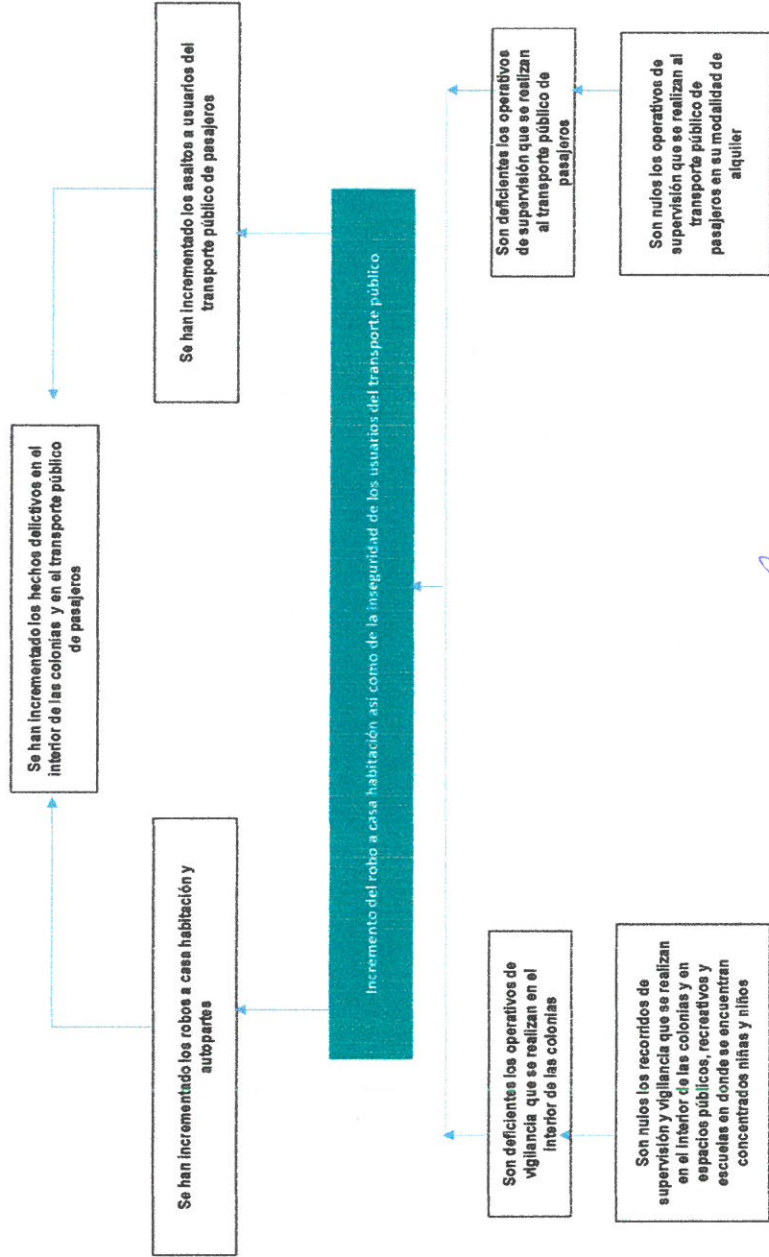 Se han incrementado los hechos delictivos en el
interior de las colonias y en el transporte público
de pasajeros
Se han incrementado los robos a casa habitación y
autopartes
Se han incrementado los asaltos a usuarios del
transporte público de pasajeros
Incremento del robo a casa habitación así como de la inseguridad de los usuarios del transporte público
Son deficientes los operativos de
vigilancia que se realizan en el
interior de las colonias
Son deficientes los operativos
de supervisión que se realizan
al transporte público de
pasajeros
Son nulos los recorridos de
supervisión y vigilancia que se realizan
en el interior de las colonias y en
espacios públicos, recreativos y
escuelas en donde se encuentran
concentrados niñas y niños
Son nulos los operativos de
supervisión que se realizan al
transporte público de
pasajeros en su modalidad de
alquiler